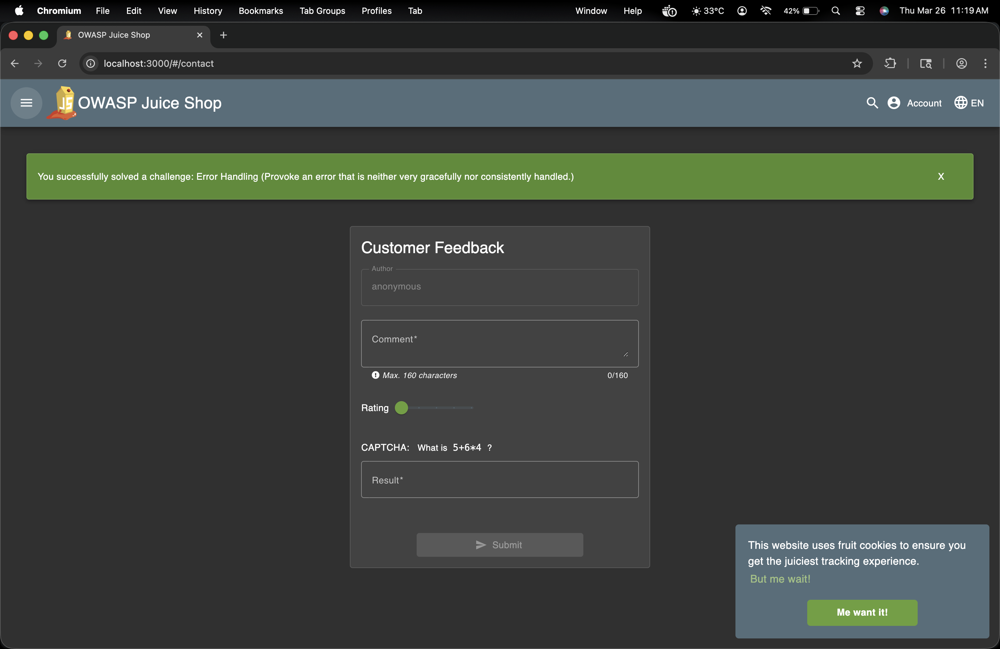 Chromium File Edit View History Bookmarks Tab Groups Profiles Tab Window Help 33°C 42% Thu Mar 26 11:19 AM
OWASP Juice Shop
localhost:3000/#/contact
JS OWASP Juice Shop Account EN
You successfully solved a challenge: Error Handling (Provoke an error that is neither very gracefully nor consistently handled.) X
Customer Feedback
Author
anonymous
Comment*
Max. 160 characters 0/160
Rating
CAPTCHA: What is 5+6*4 ?
Result*
Submit
This website uses fruit cookies to ensure you
get the juiciest tracking experience.
But me wait!
Me want it!